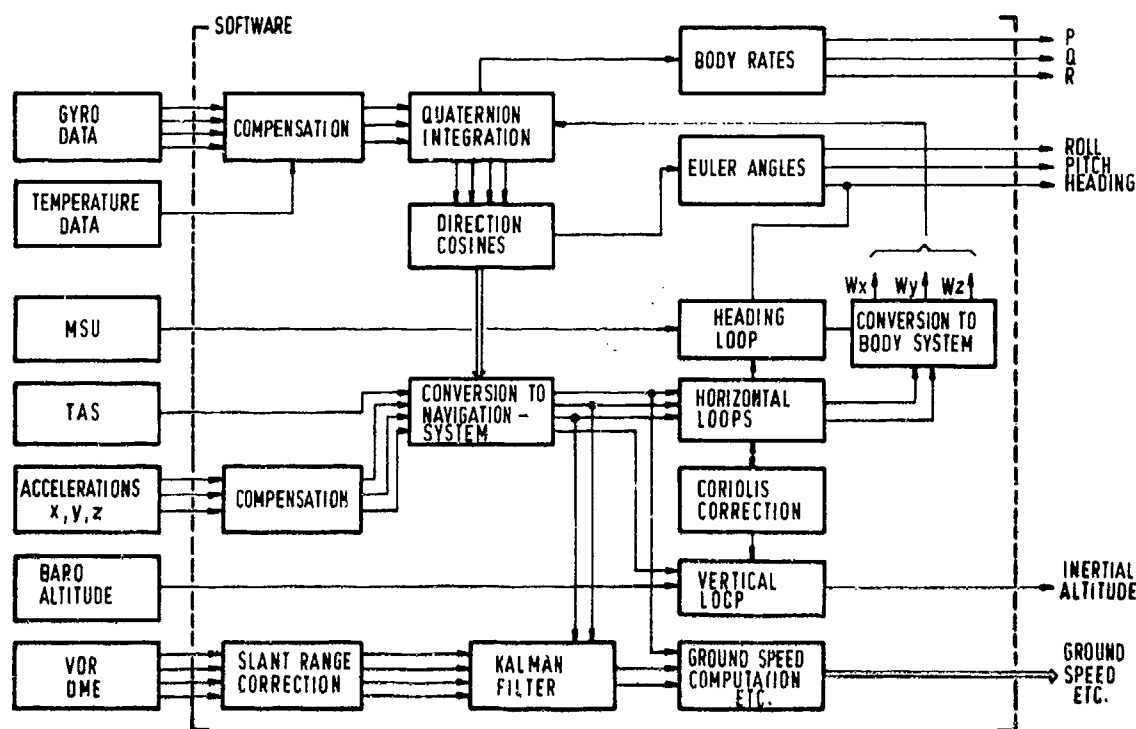 SOFTWARE
BODY RATES
P
Q
R
GYRO
DATA
COMPENSATION
QUATERNION
INTEGRATION
EULER ANGLES
ROLL
PITCH
HEADING
TEMPERATURE
DATA
DIRECTION
COSINES
Wx Wy Wz
MSU
HEADING
LOOP
CONVERSION TO
BODY SYSTEM
TAS
CONVERSION TO
NAVIGATION-
SYSTEM
HORIZONTAL
LOOPS
ACCELERATIONS
x, y, z
COMPENSATION
CORIOLIS
CORRECTION
BARO
ALTITUDE
VERTICAL
LOOP
INERTIAL
ALTITUDE
VOR
DME
SLANT RANGE
CORRECTION
KALMAN
FILTER
GROUND SPEED
COMPUTATION
ETC.
GROUND
SPEED
ETC.